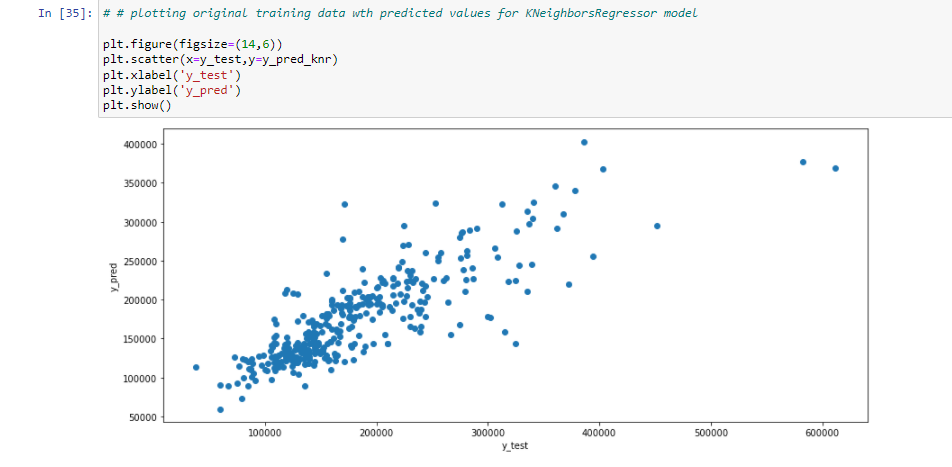 In [35]: # # plotting original training data wth predicted values for KNeighborsRegressor model
plt.figure(figsize=(14,6))
plt.scatter(x=y_test,y=y_pred_knr)
plt.xlabel('y_test')
plt.ylabel('y_pred')
plt.show()
400000
350000
300000
250000
200000
150000
100000
50000
y_pred
100000 200000 300000 400000 500000 600000
y_test